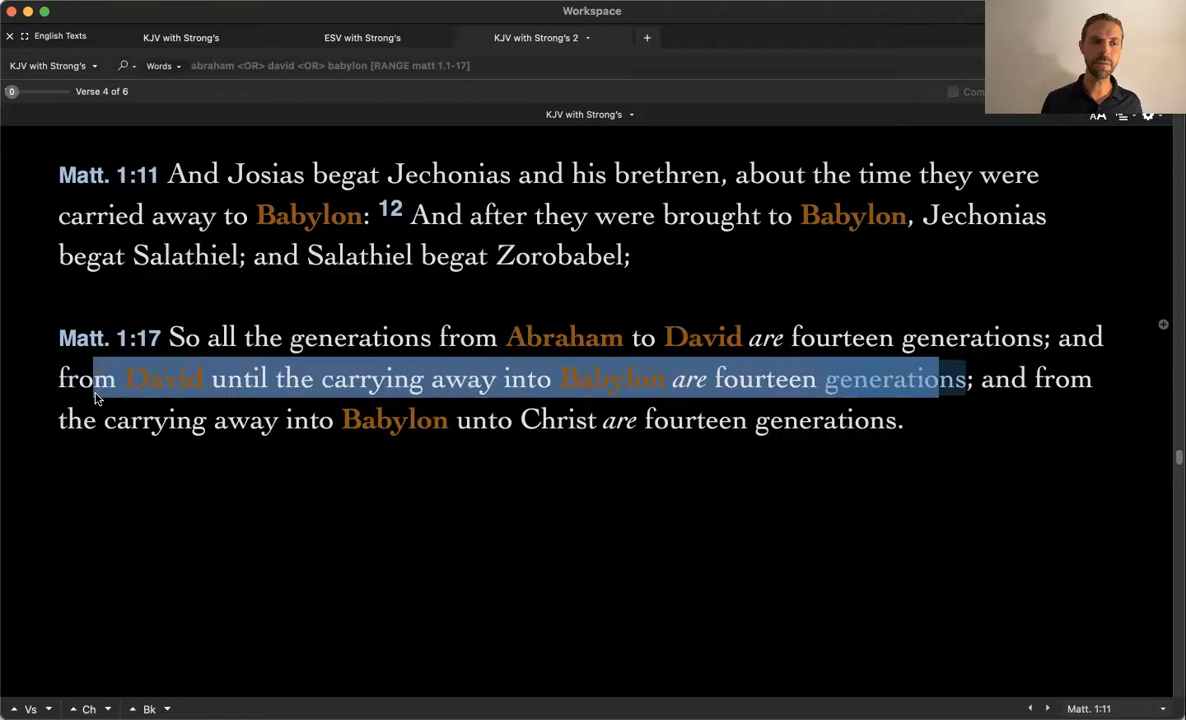 Workspace
English Texts KJV with Strong's ESV with Strong's KJV with Strong's 2 +
KJV with Strong's Words abraham <OR> david <OR> babylon [RANGE matt 1.1-17]
0 Verse 4 of 6 Com
KJV with Strong's AA
Matt. 1:11 And Josias begat Jechonias and his brethren, about the time they were
carried away to Babylon: 12 And after they were brought to Babylon, Jechonias
begat Salathiel; and Salathiel begat Zorobabel;
Matt. 1:17 So all the generations from Abraham to David are fourteen generations; and
from David until the carrying away into Babylon are fourteen generations; and from
the carrying away into Babylon unto Christ are fourteen generations.
Vs Ch Bk Matt. 1:11